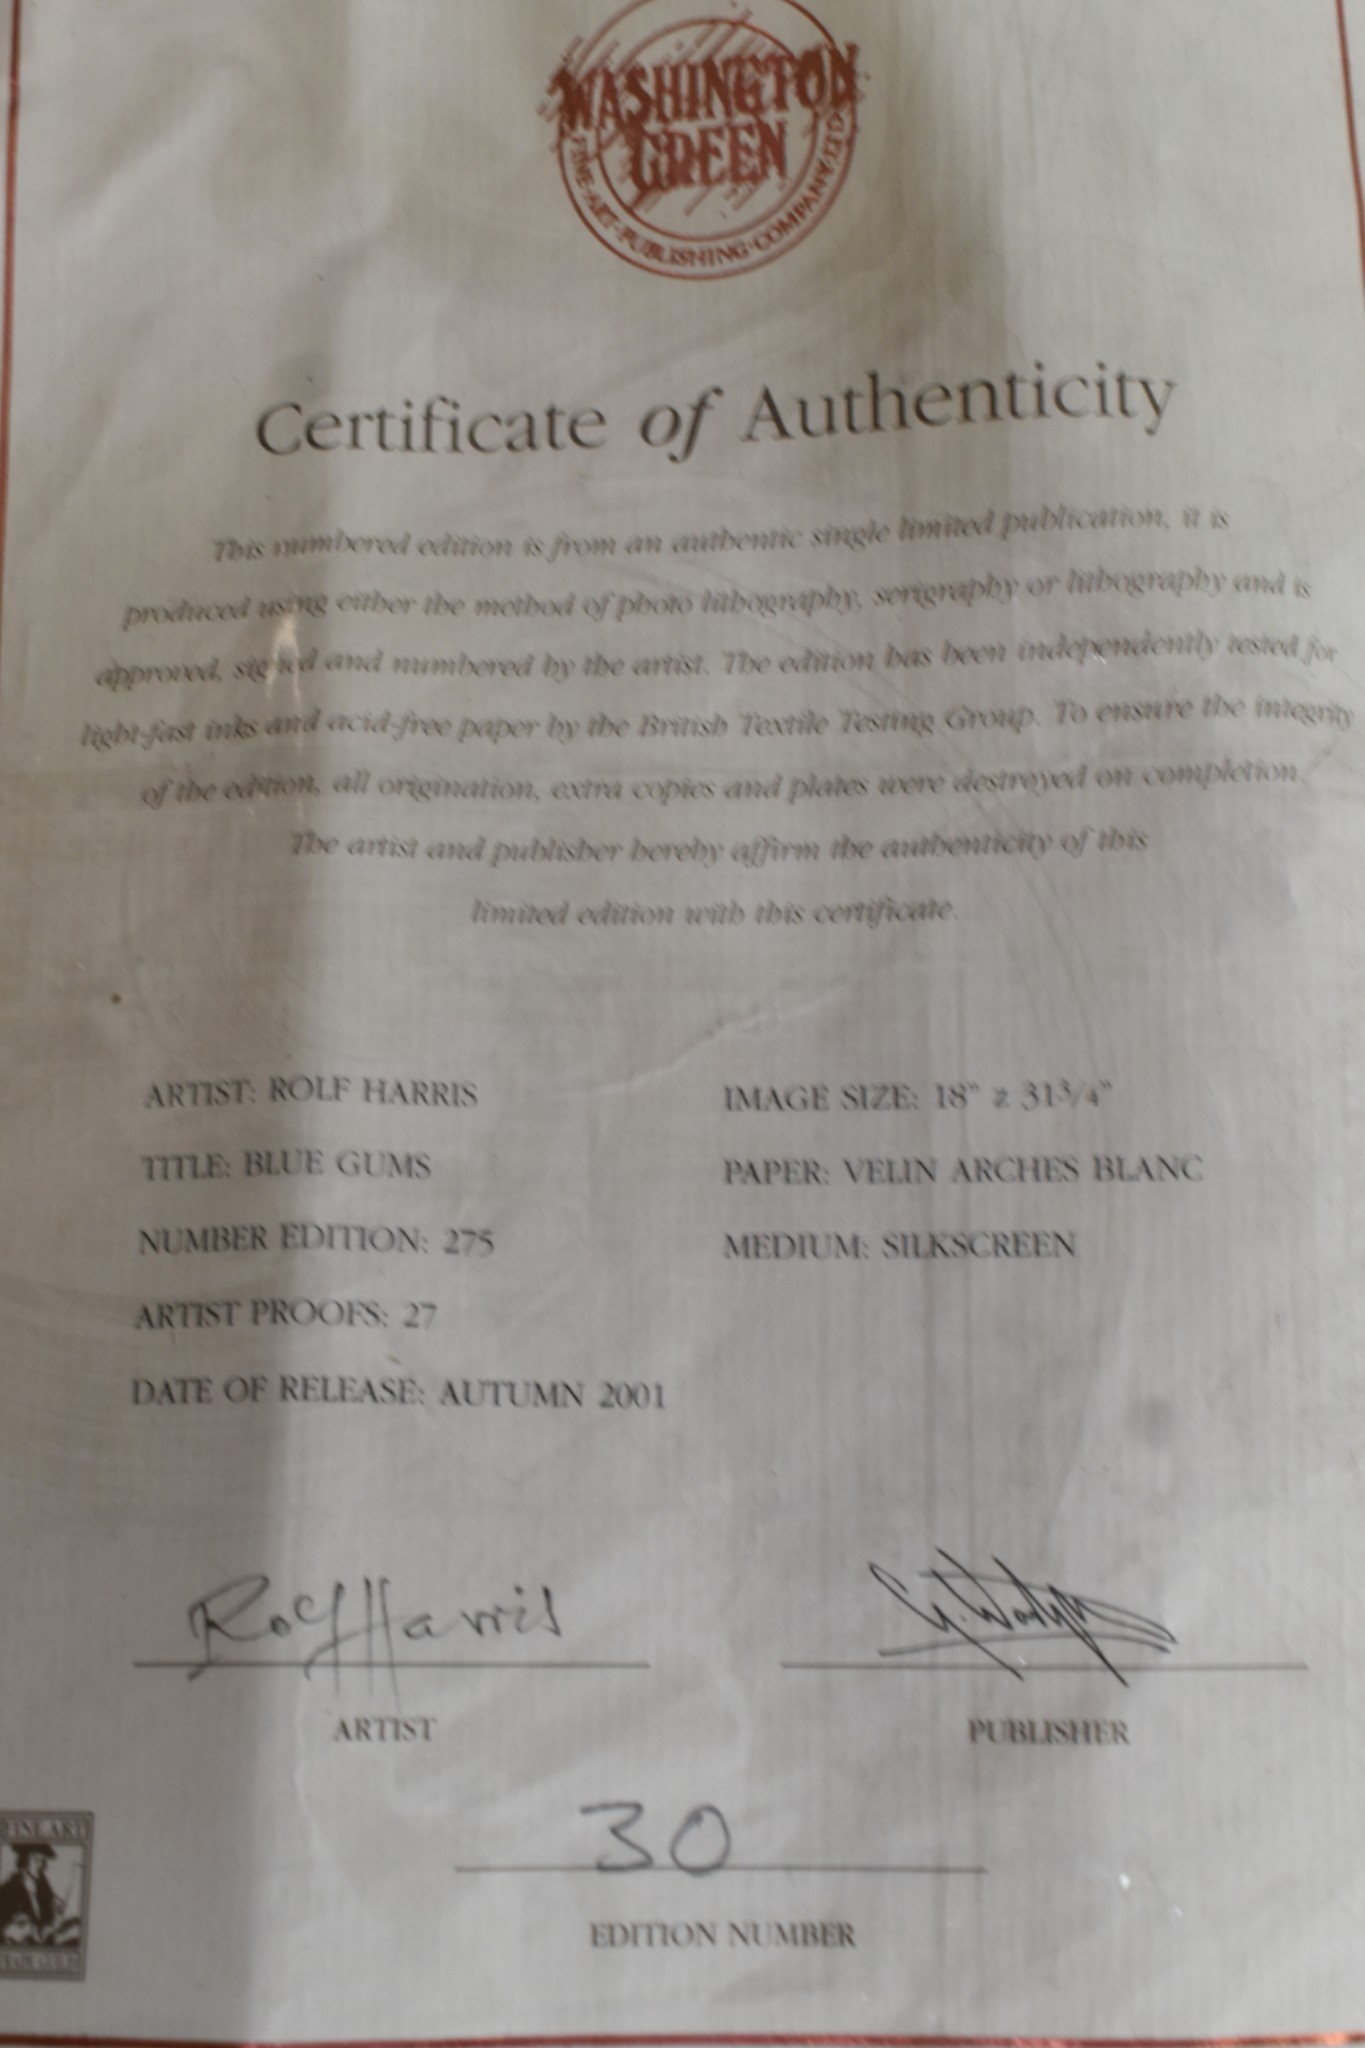 WASHINGTON
GREEN
FINE·ART·PUBLISHING·COMPANY·LTD
Certificate of Authenticity
This numbered edition is from an authentic single limited publication, it is
produced using either the method of photo lithography, serigraphy or lithography and is
approved, signed and numbered by the artist. The edition has been independently tested for
light-fast inks and acid-free paper by the British Textile Testing Group. To ensure the integrity
of the edition, all origination, extra copies and plates were destroyed on completion.
The artist and publisher hereby affirm the authenticity of this
limited edition with this certificate.
ARTIST: ROLF HARRIS
TITLE: BLUE GUMS
NUMBER EDITION: 275
ARTIST PROOFS: 27
DATE OF RELEASE: AUTUMN 2001
IMAGE SIZE: 18" z 31¾"
PAPER: VELIN ARCHES BLANC
MEDIUM: SILKSCREEN
Rolf Harris
ARTIST
PUBLISHER
30
EDITION NUMBER
FINE ART